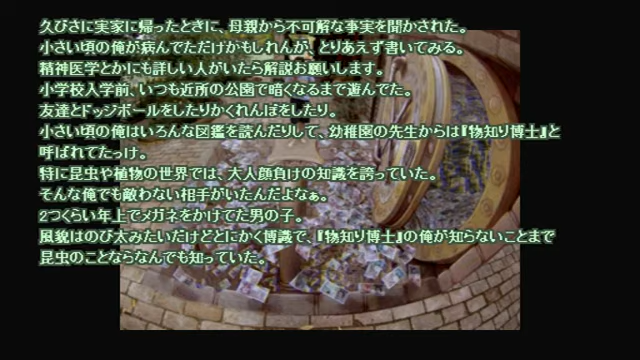 久びさに実家に帰ったときに、母親から不可解な事実を聞かされた。
小さい頃の俺が病んでただけかもしれんが、とりあえず書いてみる。
精神医学とかにも詳しい人がいたら解説お願いします。
小学校入学前、いつも近所の公園で暗くなるまで遊んでた。
友達とドッジボールをしたりかくれんぼをしたり。
小さい頃の俺はいろんな図鑑を読んだりして、幼稚園の先生からは『物知り博士』と
呼ばれてたっけ。
特に昆虫や植物の世界では、大人顔負けの知識を誇っていた。
そんな俺でも敵わない相手がいたんだよなぁ。
2つくらい年上でメガネをかけてた男の子。
風貌はのび太みたいだけどとにかく博識で、『物知り博士』の俺が知らないことまで
昆虫のことならなんでも知っていた。